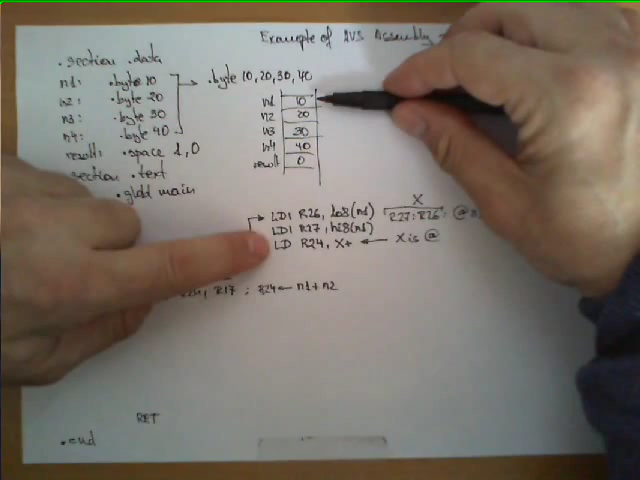 Example of AVS Assembly
.section .data
n1: .byte 10
n2: .byte 20
n3: .byte 30
n4: .byte 40
result: .space 1,0
.byte 10,20,30,40
n1 10
n2 20
n3 30
n4 40
result 0
section .text
.global main
LDI R26, lo8(n1)
LDI R17, hi8(n1)
LD R24, X+ ← X is @
X
R27:R26 : @
, R17 ; R24 ← n1+n2
RET
.end